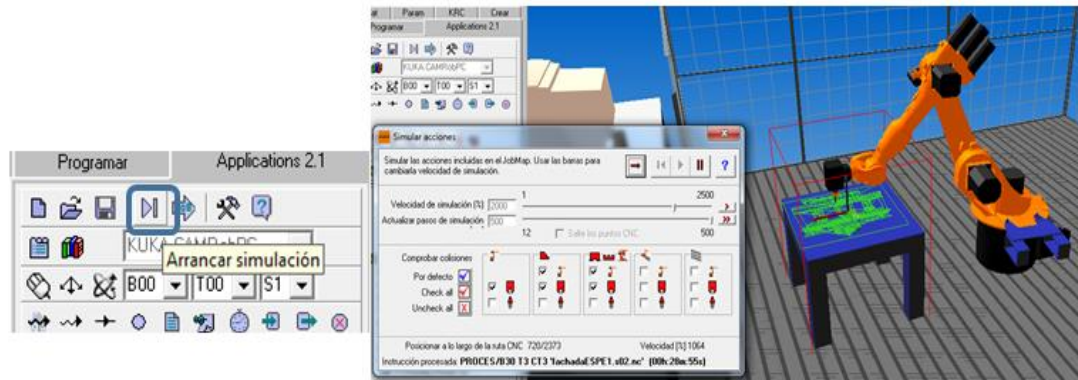 Programar Applications 2.1
KUKA.CAMRobPC
Arrancar simulación
B00 T00 S1
Param KRC Crear
Programar Applications 2.1
KUKA.CAMRobPC
B00 T00 S1
Simular acciones
Simular las acciones incluidas en el JobMap. Usar las barras para
cambiarla velocidad de simulación.
1 2500
Velocidad de simulación [%] 2000
Actualizar pasos de simulación 500
12 Salte los puntos CNC 500
Comprobar colisiones
Por defecto
Check all
Uncheck all
Posicionar a lo largo de la ruta CNC 720/2373 Velocidad [%] 1064
Instrucción procesada: PROCES/B30 T3 CT3 "fachadaESPE1.s02.nc" (00h:28m:55s)